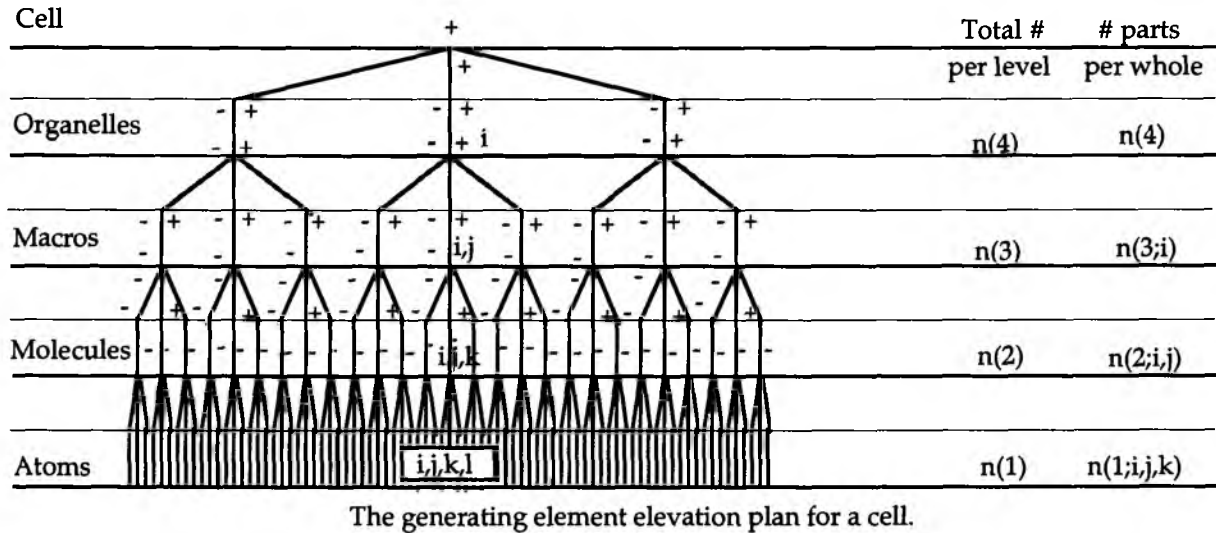 Cell
Total # # parts
per level per whole
+
+
- + - + - +
Organelles
- + - + i - +
n(4) n(4)
- + - + - + - + - + - + - + - + - +
Macros
- - - - - i,j - - - -
n(3) n(3;i)
- - - - - - - - -
- + - + - + - + - + - + - + - + - +
Molecules
- - - - - - - - - - - - i,j,k - - - - - - - - - - - -
n(2) n(2;i,j)
Atoms
i,j,k,l
n(1) n(1;i,j,k)
The generating element elevation plan for a cell.